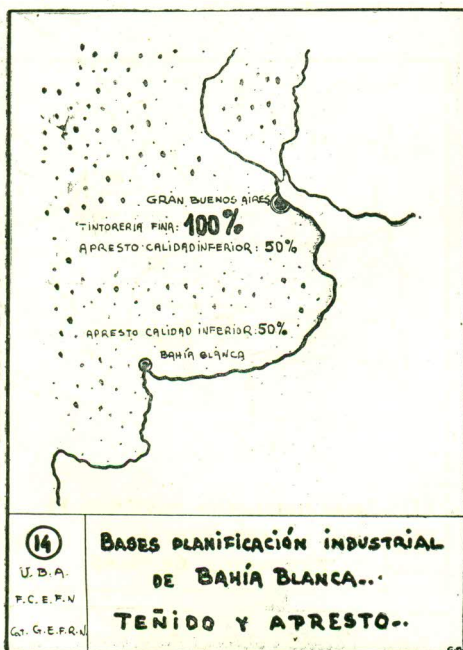 GRAN BUENOS AIRES
TINTORERIA FINA: 100%
APRESTO CALIDAD INFERIOR: 50%
APRESTO CALIDAD INFERIOR: 50%
BAHÍA BLANCA
14
U.B.A.
F.C.E.F.N
Cat. G.E.F.R.N.
BASES PLANIFICACIÓN INDUSTRIAL
DE BAHÍA BLANCA...
TEÑIDO Y APRESTO...